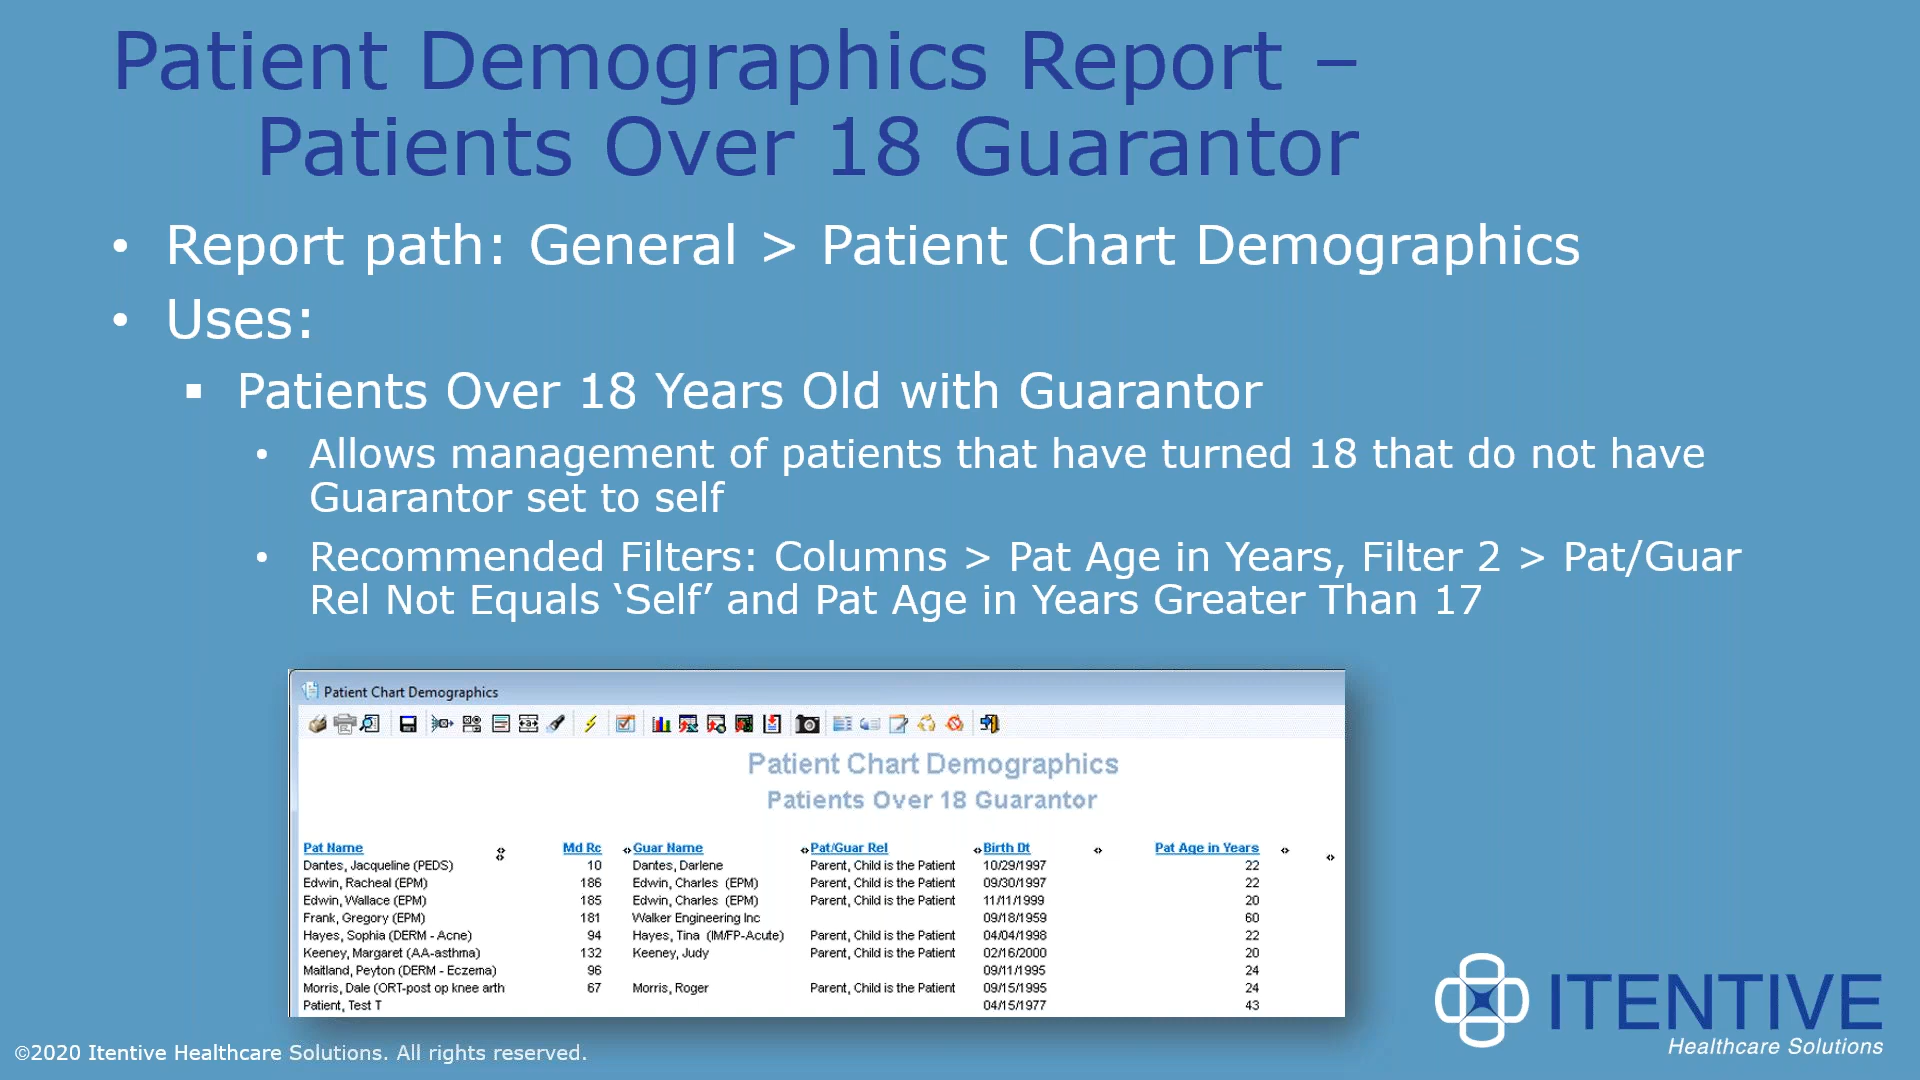 Patient Demographics Report –
Patients Over 18 Guarantor
• Report path: General > Patient Chart Demographics
• Uses:
▪ Patients Over 18 Years Old with Guarantor
• Allows management of patients that have turned 18 that do not have
Guarantor set to self
• Recommended Filters: Columns > Pat Age in Years, Filter 2 > Pat/Guar
Rel Not Equals ‘Self’ and Pat Age in Years Greater Than 17
Patient Chart Demographics
Patient Chart Demographics
Patients Over 18 Guarantor
Pat Name Md Rc Guar Name Pat/Guar Rel Birth Dt Pat Age in Years
Dantes, Jacqueline (PEDS) 10 Dantes, Darlene Parent, Child is the Patient 10/29/1997 22
Edwin, Racheal (EPM) 186 Edwin, Charles (EPM) Parent, Child is the Patient 09/30/1997 22
Edwin, Wallace (EPM) 185 Edwin, Charles (EPM) Parent, Child is the Patient 11/11/1999 20
Frank, Gregory (EPM) 181 Walker Engineering Inc 09/18/1959 60
Hayes, Sophia (DERM - Acne) 94 Hayes, Tina (IM/FP-Acute) Parent, Child is the Patient 04/04/1998 22
Keeney, Margaret (AA-asthma) 132 Keeney, Judy Parent, Child is the Patient 02/16/2000 20
Maitland, Peyton (DERM - Eczema) 96 09/11/1995 24
Morris, Dale (ORT-post op knee arth 67 Morris, Roger Parent, Child is the Patient 09/15/1995 24
Patient, Test T 04/15/1977 43
ITENTIVE
Healthcare Solutions
©2020 Itentive Healthcare Solutions. All rights reserved.